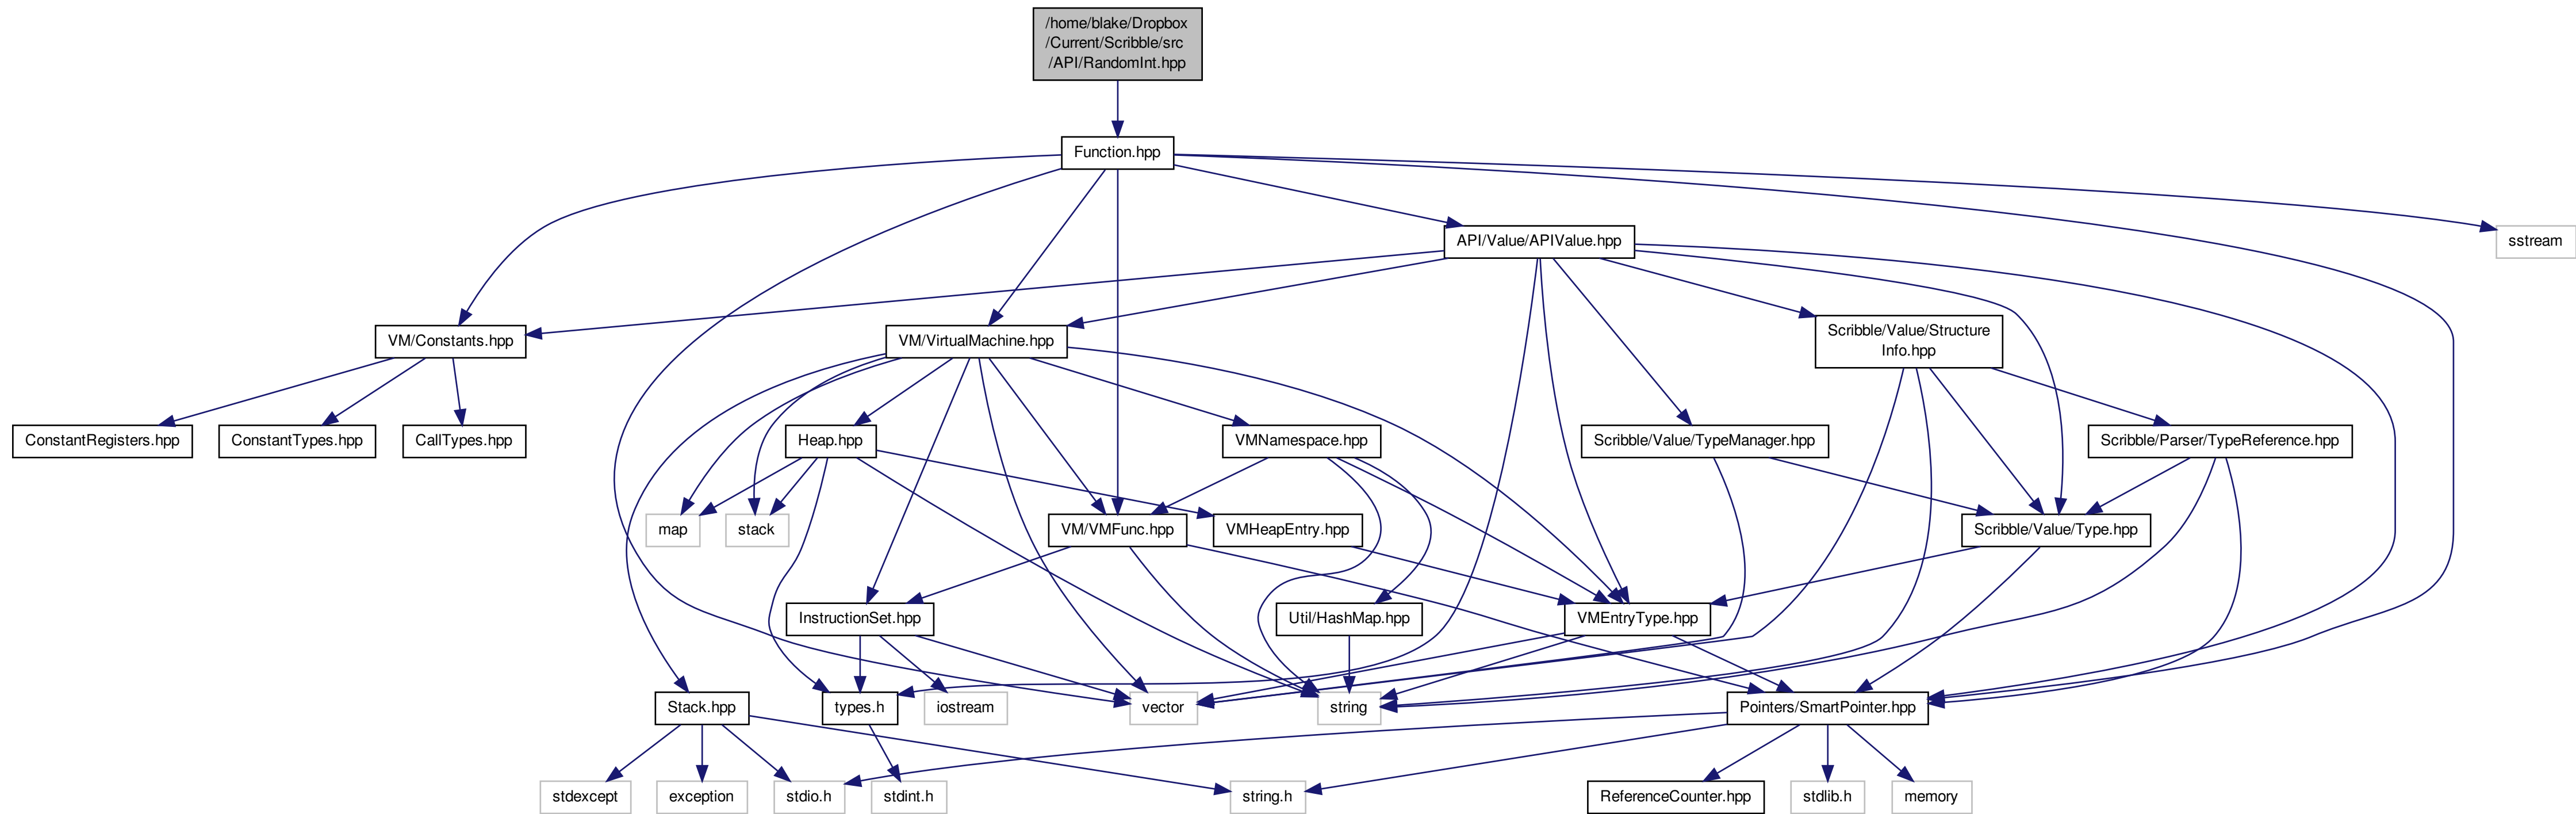 /home/blake/Dropbox
/Current/Scribble/src
/API/RandomInt.hpp
Function.hpp
API/Value/APIValue.hpp
sstream
VM/Constants.hpp
VM/VirtualMachine.hpp
Scribble/Value/Structure
Info.hpp
ConstantRegisters.hpp
ConstantTypes.hpp
CallTypes.hpp
Heap.hpp
VMNamespace.hpp
Scribble/Value/TypeManager.hpp
Scribble/Parser/TypeReference.hpp
map
stack
VM/VMFunc.hpp
VMHeapEntry.hpp
Scribble/Value/Type.hpp
InstructionSet.hpp
Util/HashMap.hpp
VMEntryType.hpp
Stack.hpp
types.h
iostream
vector
string
Pointers/SmartPointer.hpp
stdexcept
exception
stdio.h
stdint.h
string.h
ReferenceCounter.hpp
stdlib.h
memory